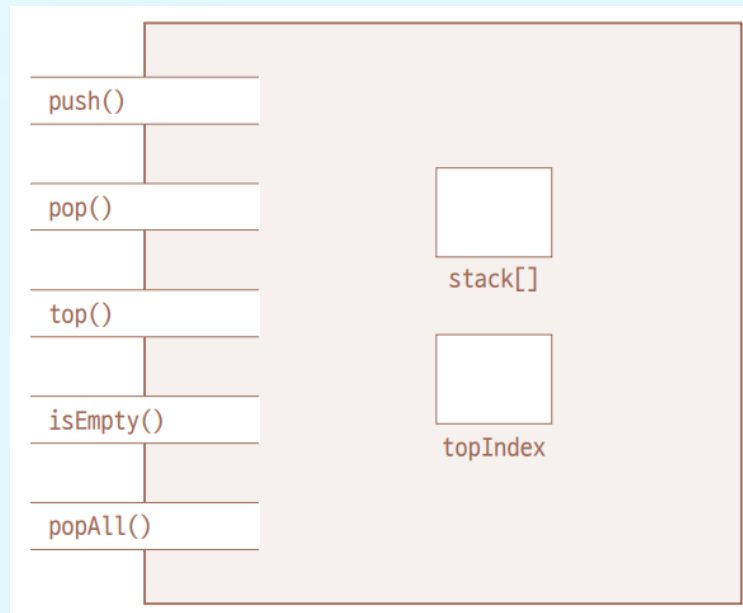 push()
pop()
top()
isEmpty()
popAll()
stack[]
topIndex